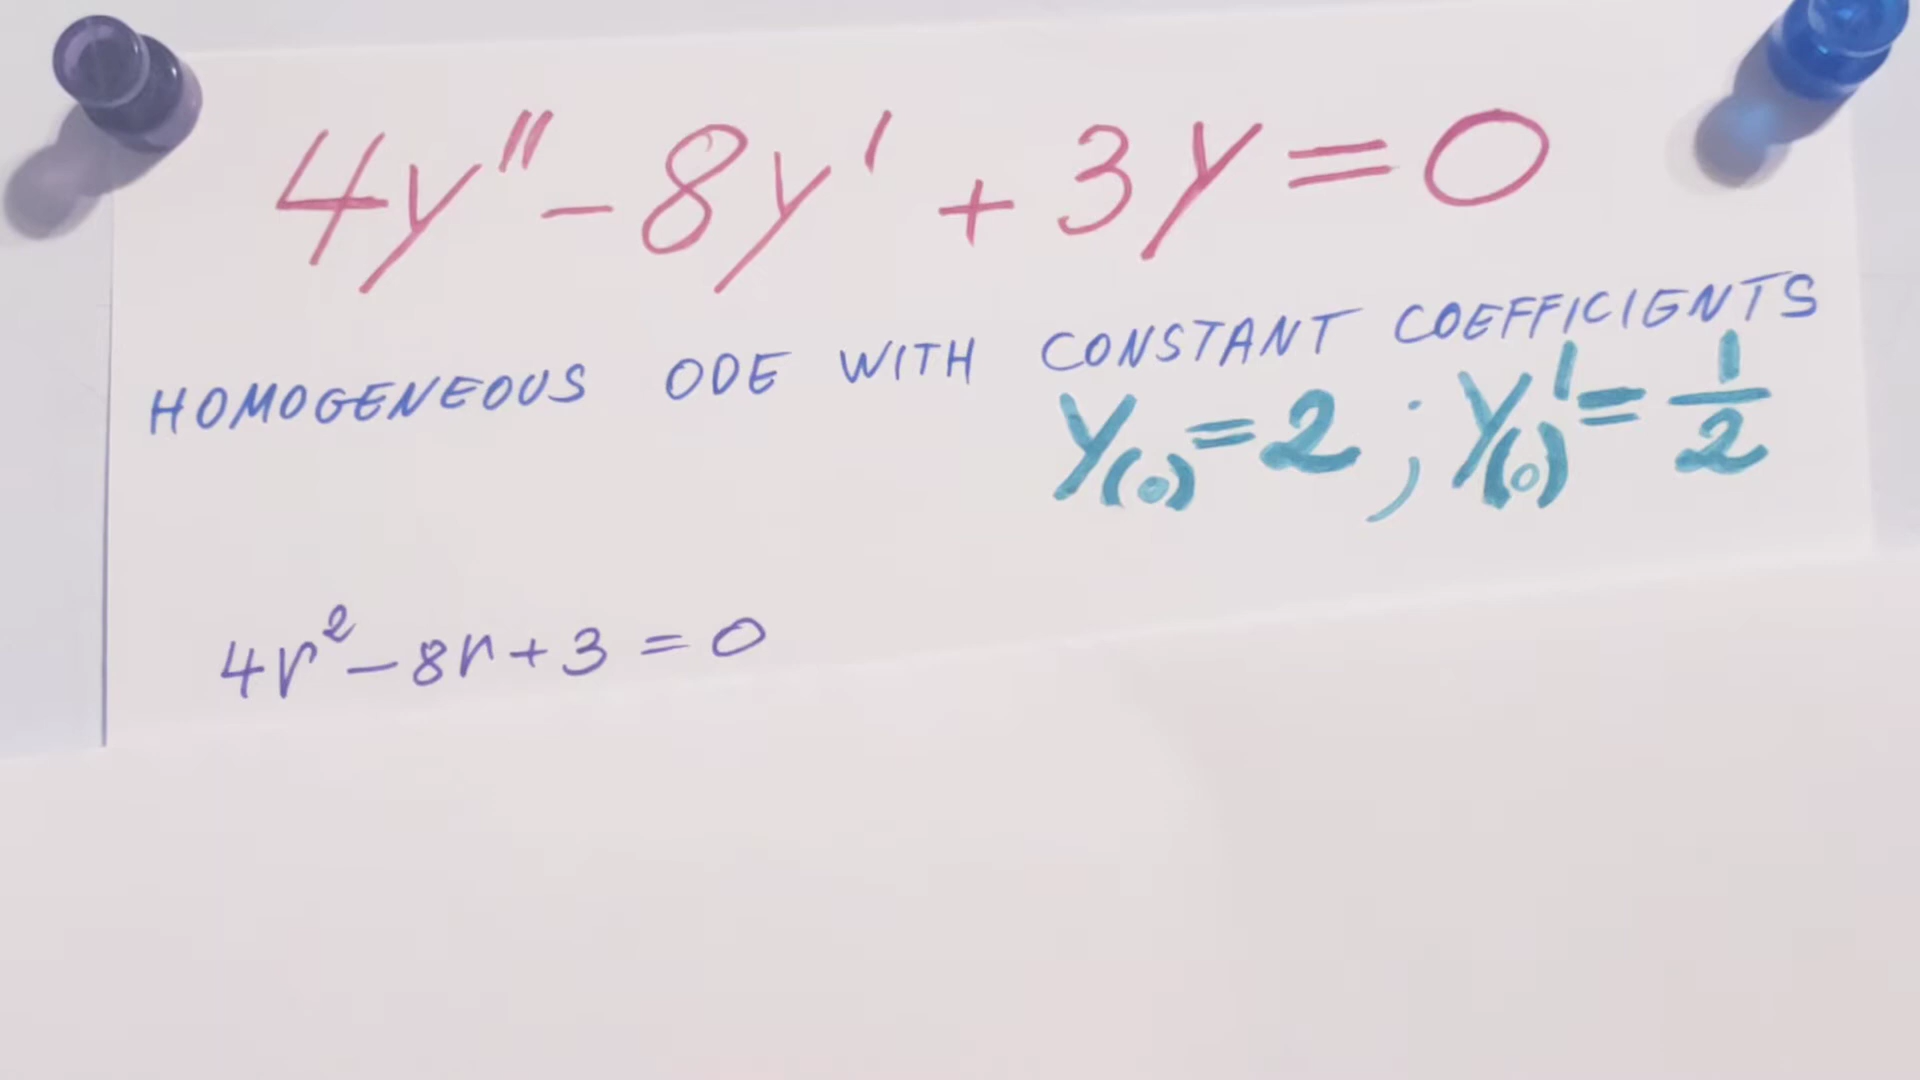 4y'' - 8y' + 3y = 0
HOMOGENEOUS ODE WITH CONSTANT COEFFICIENTS
y(0) = 2 ; y'(0) = 1/2
4r² - 8r + 3 = 0